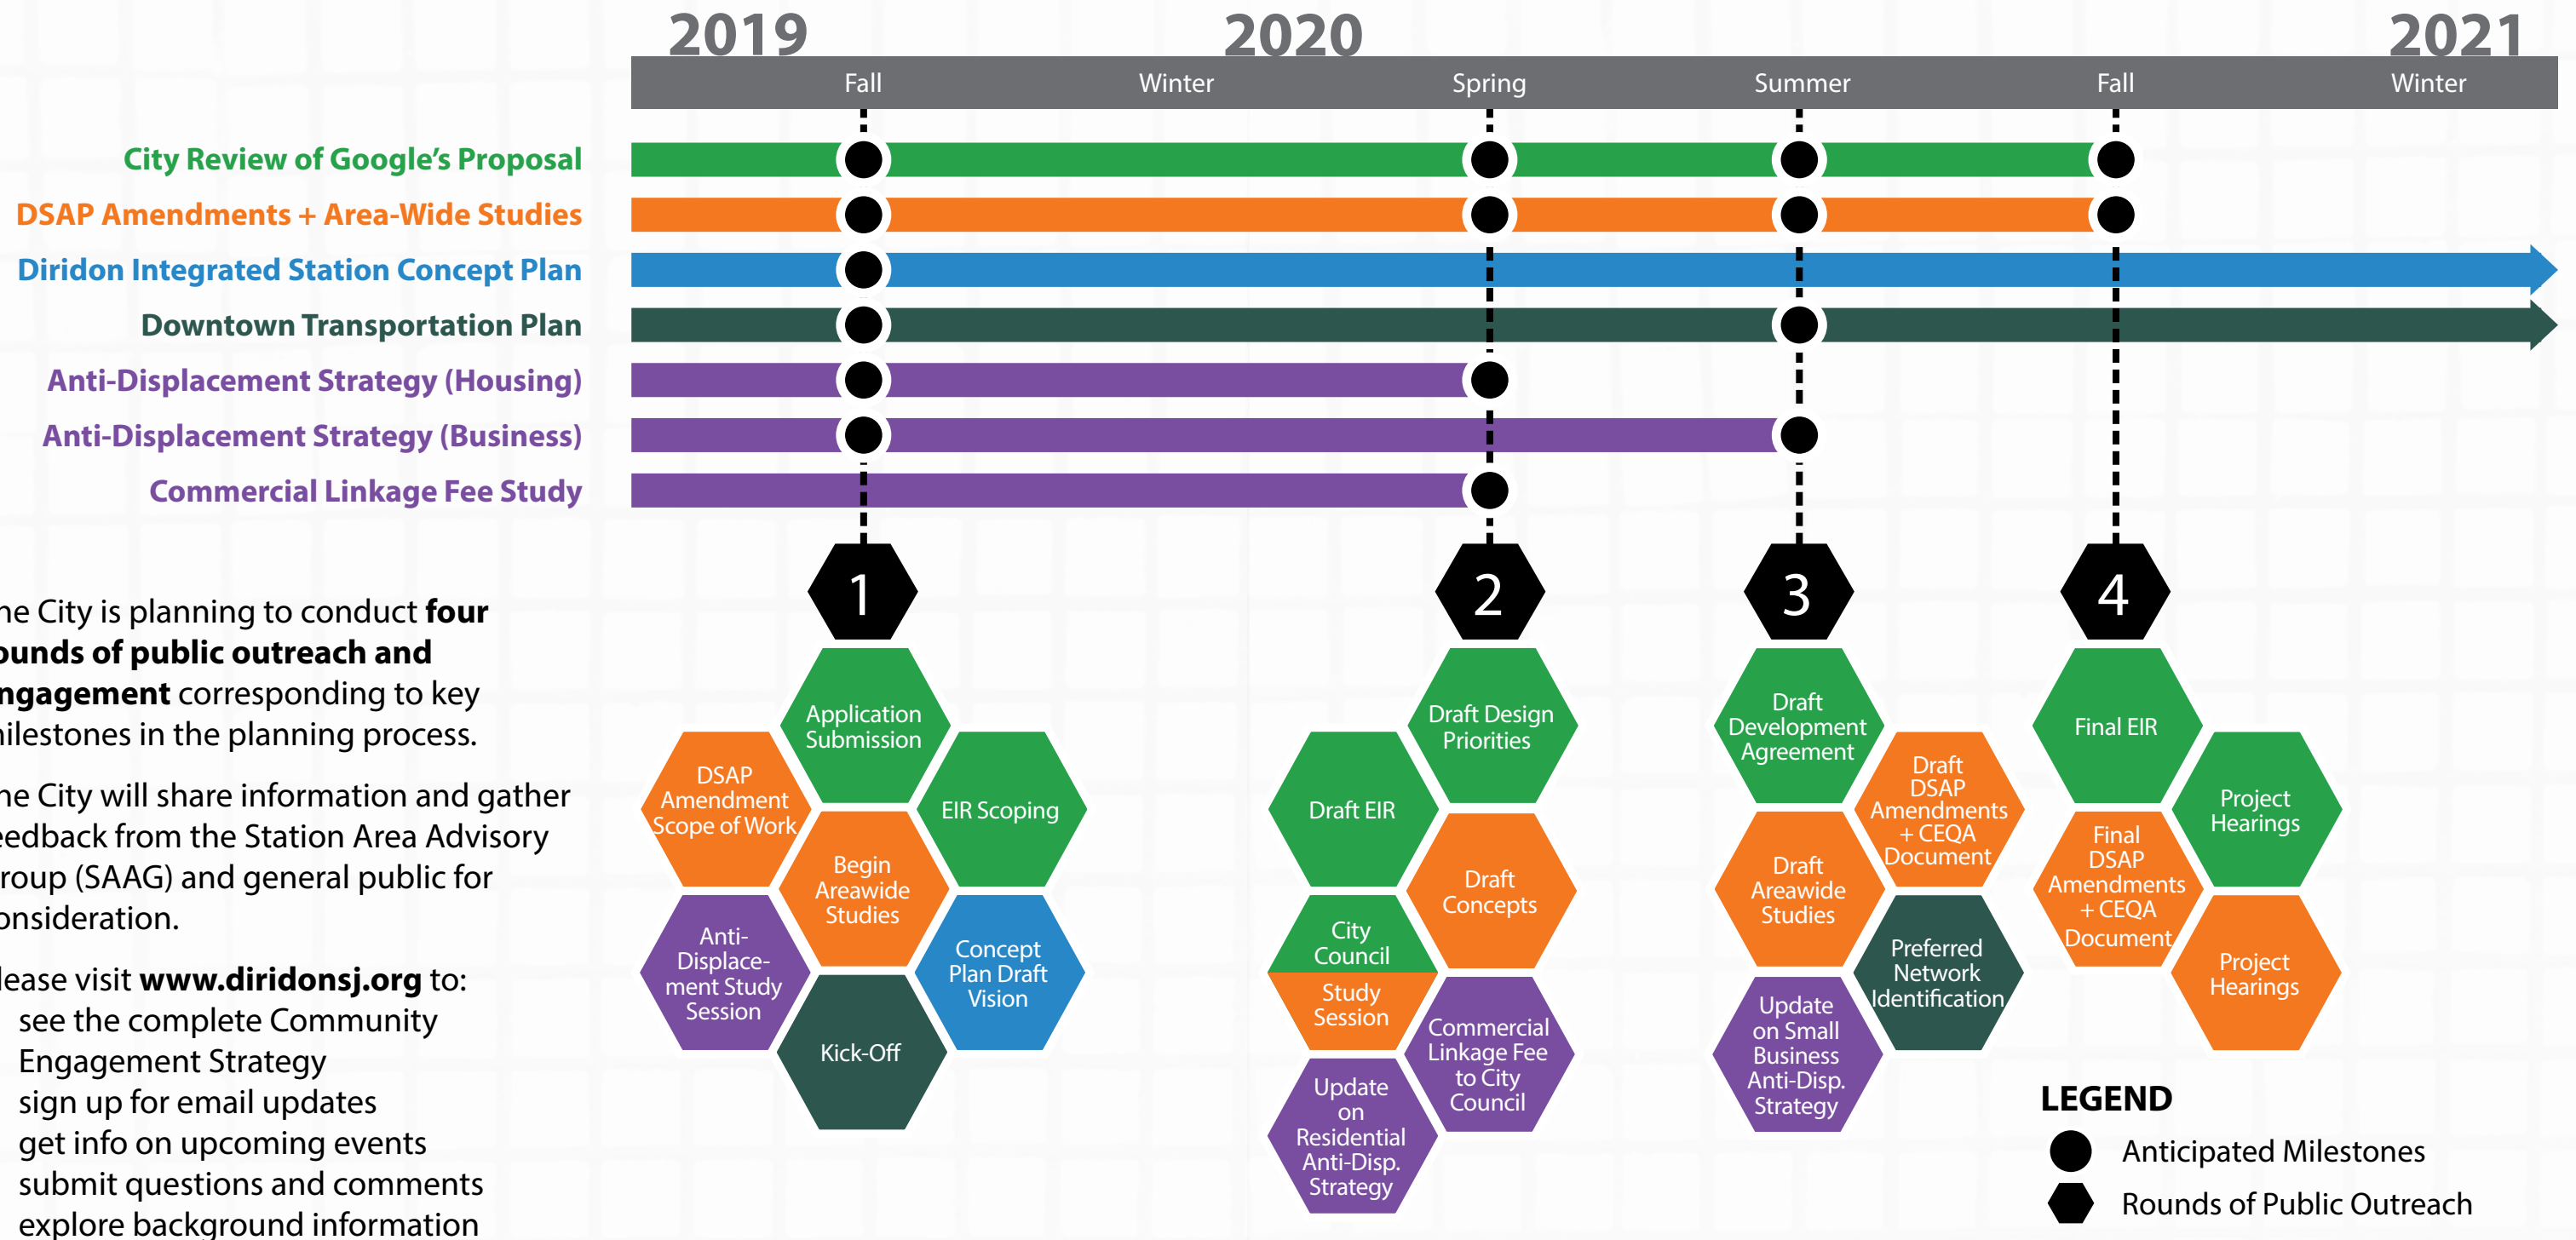 2019 2020 2021
Fall Winter Spring Summer Fall Winter
City Review of Google's Proposal
DSAP Amendments + Area-Wide Studies
Diridon Integrated Station Concept Plan
Downtown Transportation Plan
Anti-Displacement Strategy (Housing)
Anti-Displacement Strategy (Business)
Commercial Linkage Fee Study
he City is planning to conduct four
ounds of public outreach and
ngagement corresponding to key
ilestones in the planning process.
he City will share information and gather
eedback from the Station Area Advisory
roup (SAAG) and general public for
onsideration.
lease visit www.diridonsj.org to:
see the complete Community
Engagement Strategy
sign up for email updates
get info on upcoming events
submit questions and comments
explore background information
1
Application
Submission
DSAP
Amendment
Scope of Work
EIR Scoping
Begin
Areawide
Studies
Anti-
Displace-
ment Study
Session
Concept
Plan Draft
Vision
Kick-Off
2
Draft Design
Priorities
Draft EIR
Draft
Concepts
City
Council
Study
Session
Commercial
Linkage Fee
to City
Council
Update
on
Residential
Anti-Disp.
Strategy
3
Draft
Development
Agreement
Draft
DSAP
Amendments
+ CEQA
Document
Draft
Areawide
Studies
Preferred
Network
Identification
Update
on Small
Business
Anti-Disp.
Strategy
4
Final EIR
Project
Hearings
Final
DSAP
Amendments
+ CEQA
Document
Project
Hearings
LEGEND
Anticipated Milestones
Rounds of Public Outreach